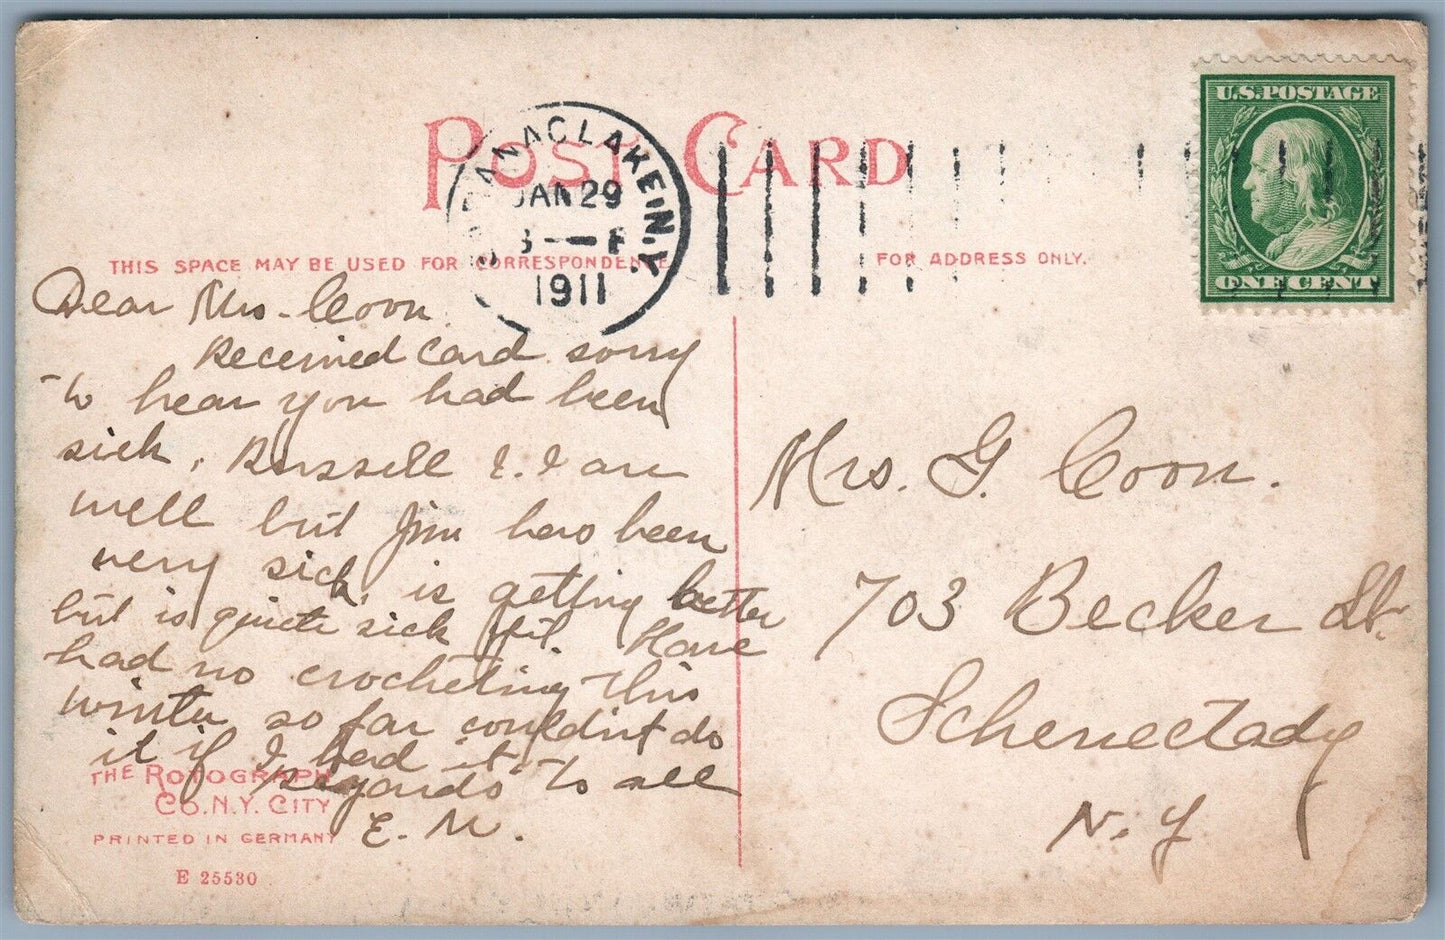 POST CARD
SARANAC LAKE N.Y.
JAN 29
1911
U.S. POSTAGE
ONE CENT
THIS SPACE MAY BE USED FOR CORRESPONDENCE
FOR ADDRESS ONLY.
Dear Mrs. Coon
Received card sorry
to hear you had been
sick. Russell & I are
well but Jim has been
very sick, is getting better
but is quiete sick yit. Have
had no crocheting this
winter so far couldn't do
it if I had it
Regards to all
E. M.
THE ROTOGRAPH
CO. N.Y. CITY
PRINTED IN GERMANY
E 25530
Mrs. G. Coon.
703 Becker St.
Schenectady
N. Y